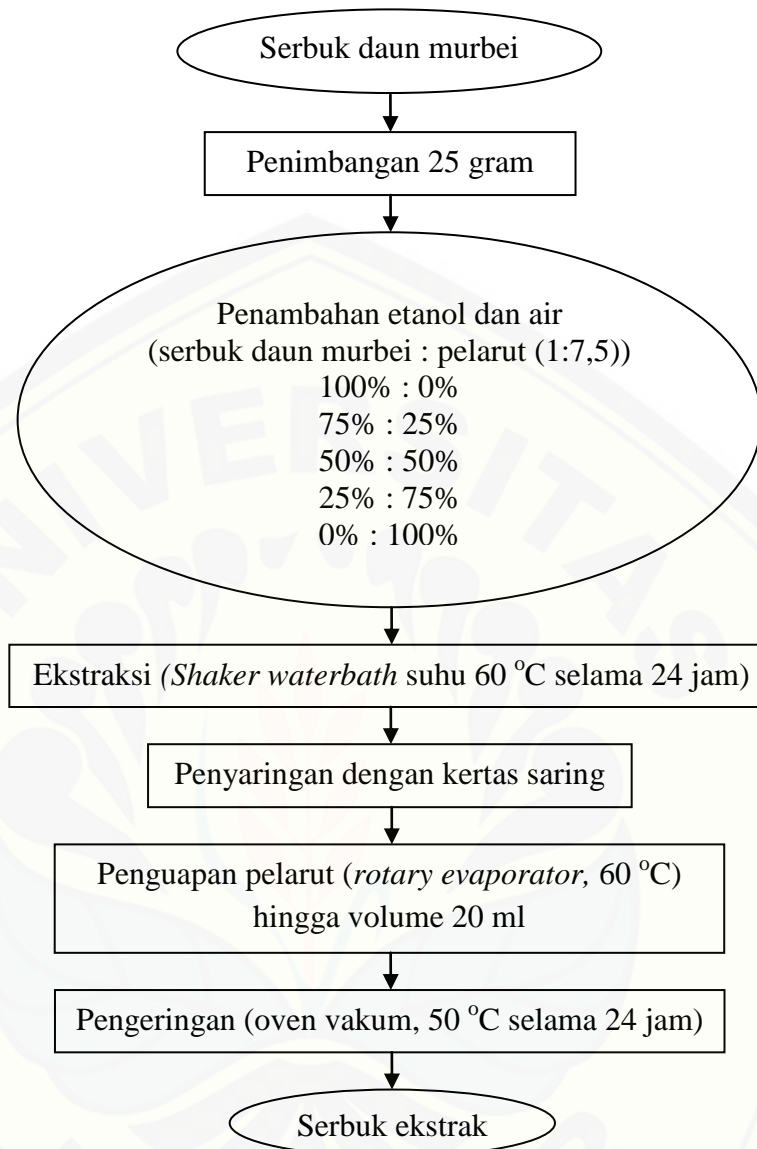 Serbuk daun murbei
Penimbangan 25 gram
Penambahan etanol dan air
(serbuk daun murbei : pelarut (1:7,5))
100% : 0%
75% : 25%
50% : 50%
25% : 75%
0% : 100%
Ekstraksi (Shaker waterbath suhu 60 °C selama 24 jam)
Penyaringan dengan kertas saring
Penguapan pelarut (rotary evaporator, 60 °C)
hingga volume 20 ml
Pengeringan (oven vakum, 50 °C selama 24 jam)
Serbuk ekstrak
UNIVERSITAS